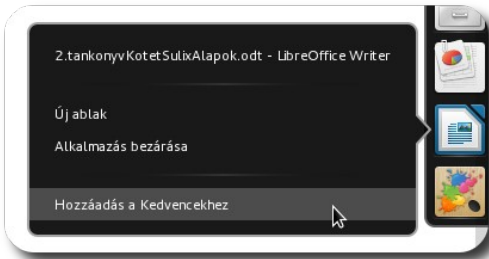 2.tankonyvKotetSulixAlapok.odt - LibreOffice Writer
Új ablak
Alkalmazás bezárása
Hozzáadás a Kedvencekhez